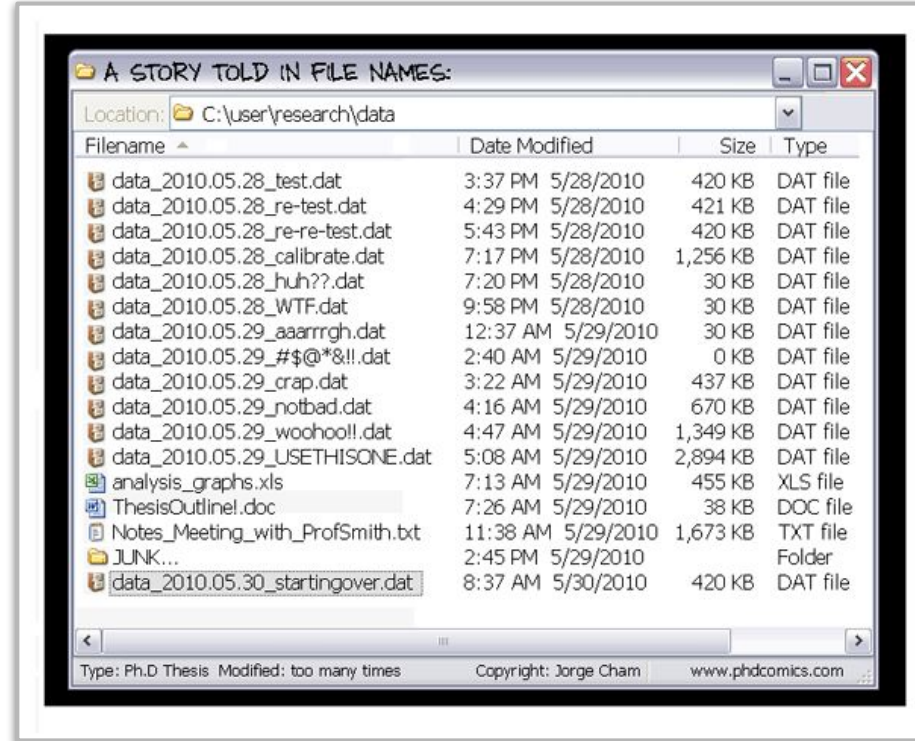 A STORY TOLD IN FILE NAMES:
Location: C:\user\research\data
Filename Date Modified Size Type
data_2010.05.28_test.dat 3:37 PM 5/28/2010 420 KB DAT file
data_2010.05.28_re-test.dat 4:29 PM 5/28/2010 421 KB DAT file
data_2010.05.28_re-re-test.dat 5:43 PM 5/28/2010 420 KB DAT file
data_2010.05.28_calibrate.dat 7:17 PM 5/28/2010 1,256 KB DAT file
data_2010.05.28_huh??.dat 7:20 PM 5/28/2010 30 KB DAT file
data_2010.05.28_WTF.dat 9:58 PM 5/28/2010 30 KB DAT file
data_2010.05.29_aaarrrgh.dat 12:37 AM 5/29/2010 30 KB DAT file
data_2010.05.29_#$@*&!!.dat 2:40 AM 5/29/2010 0 KB DAT file
data_2010.05.29_crap.dat 3:22 AM 5/29/2010 437 KB DAT file
data_2010.05.29_notbad.dat 4:16 AM 5/29/2010 670 KB DAT file
data_2010.05.29_woohoo!!.dat 4:47 AM 5/29/2010 1,349 KB DAT file
data_2010.05.29_USETHISONE.dat 5:08 AM 5/29/2010 2,894 KB DAT file
analysis_graphs.xls 7:13 AM 5/29/2010 455 KB XLS file
ThesisOutline!.doc 7:26 AM 5/29/2010 38 KB DOC file
Notes_Meeting_with_ProfSmith.txt 11:38 AM 5/29/2010 1,673 KB TXT file
JUNK... 2:45 PM 5/29/2010 Folder
data_2010.05.30_startingover.dat 8:37 AM 5/30/2010 420 KB DAT file
Type: Ph.D Thesis Modified: too many times Copyright: Jorge Cham www.phdcomics.com